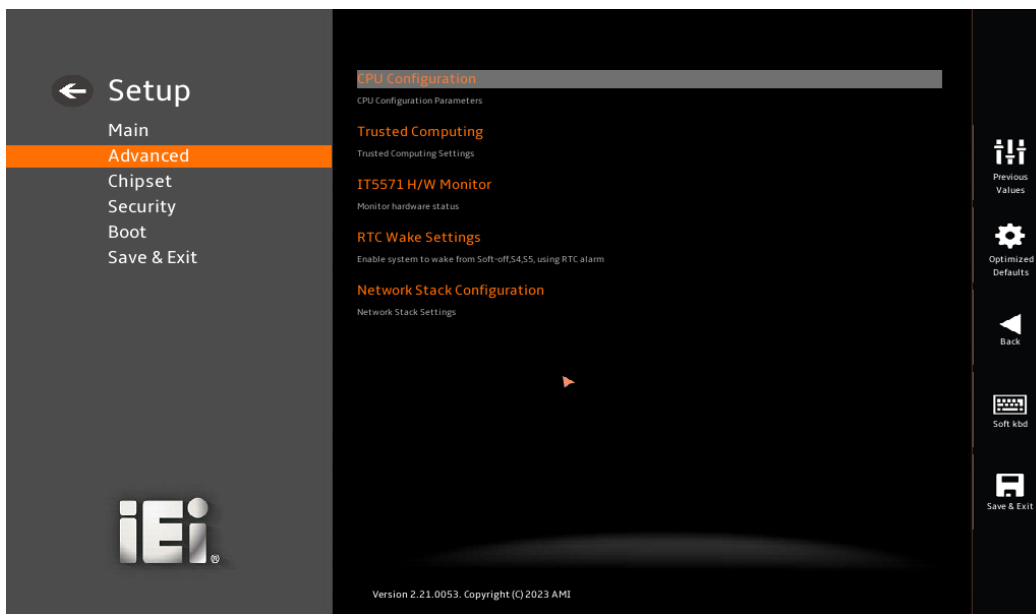 Setup
Main
Advanced
Chipset
Security
Boot
Save & Exit
CPU Configuration
CPU Configuration Parameters
Trusted Computing
Trusted Computing Settings
IT5571 H/W Monitor
Monitor hardware status
RTC Wake Settings
Enable system to wake from Soft-off,S4,S5, using RTC alarm
Network Stack Configuration
Network Stack Settings
Previous
Values
Optimized
Defaults
Back
Soft kbd
Save & Exit
iEi®
Version 2.21.0053. Copyright (C) 2023 AMI